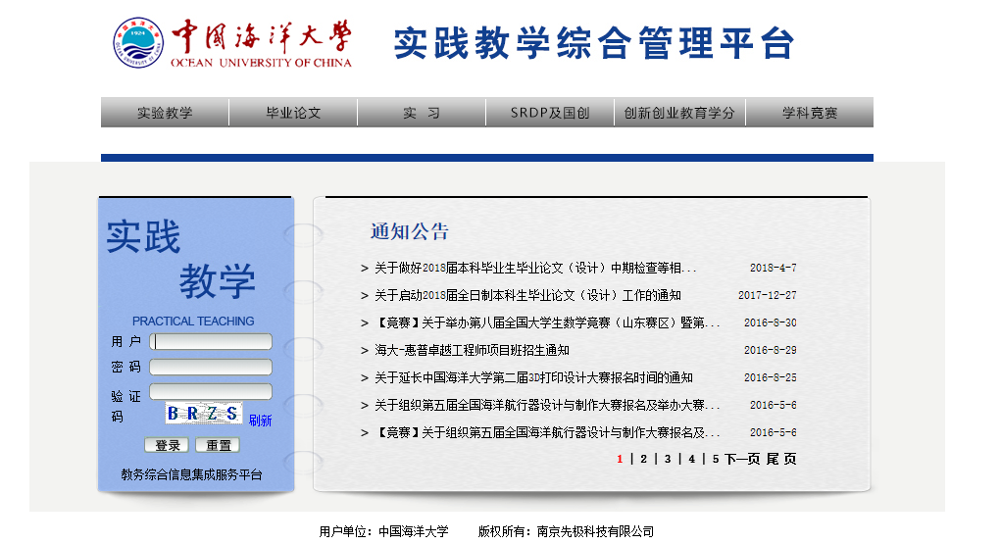 1924
中国海洋大学
OCEAN UNIVERSITY OF CHINA
实践教学综合管理平台
实验教学 毕业论文 实 习 SRDP及国创 创新创业教育学分 学科竞赛
实践
教学
PRACTICAL TEACHING
用 户
密 码
验 证
码
BRZS 刷新
登录 重置
教务综合信息集成服务平台
通知公告
> 关于做好2018届本科毕业生毕业论文（设计）中期检查等相... 2018-4-7
> 关于启动2018届全日制本科生毕业论文（设计）工作的通知 2017-12-27
> 【竞赛】关于举办第八届全国大学生数学竞赛（山东赛区）暨第... 2016-8-30
> 海大-惠普卓越工程师项目班招生通知 2016-8-29
> 关于延长中国海洋大学第二届3D打印设计大赛报名时间的通知 2016-8-25
> 关于组织第五届全国海洋航行器设计与制作大赛报名及举办大赛... 2016-5-6
> 【竞赛】关于组织第五届全国海洋航行器设计与制作大赛报名及... 2016-5-6
1 | 2 | 3 | 4 | 5 下一页 尾 页
用户单位：中国海洋大学 版权所有：南京先极科技有限公司